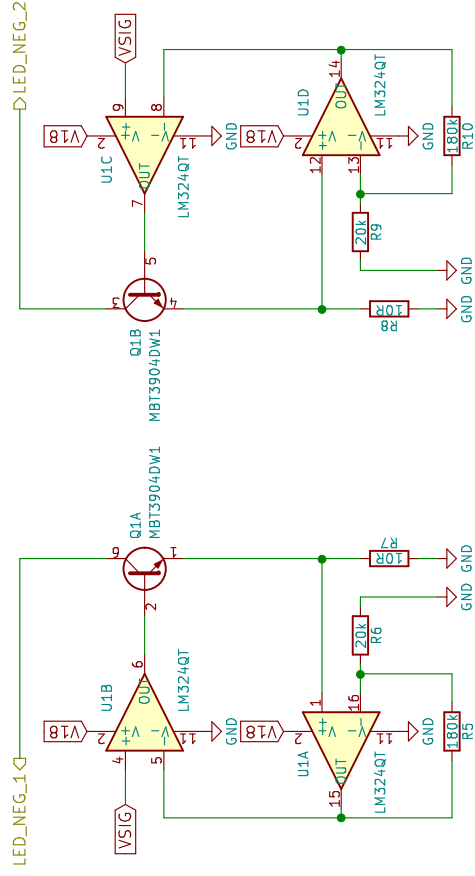 LED_NEG_2
VSIG
9
8
V18
2
+
-
V+
V-
11
GND
U1C
OUT
LM324QT
7
14
OUT
U1D
LM324QT
V18
2
+
-
V+
V-
11
GND
12
13
180k
R10
20k
R9
GND
10R
R8
GND
5
3
4
Q1B
MBT3904DW1
Q1A
MBT3904DW1
6
1
2
10R
R7
GND
GND
20k
R6
6
OUT
U1B
LM324QT
V18
2
+
-
V+
V-
11
GND
4
5
VSIG
1
16
V18
2
+
-
V+
V-
11
GND
U1A
OUT
LM324QT
15
180k
R5
LED_NEG_1